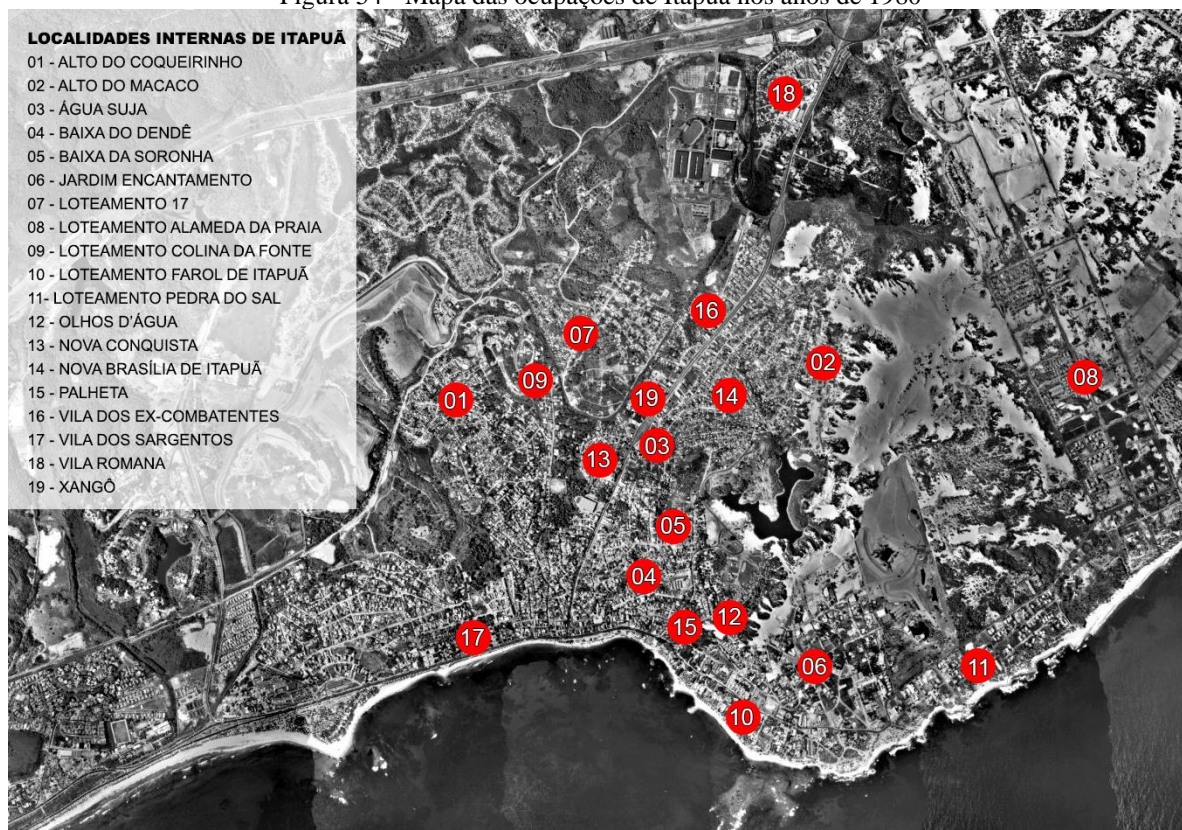 Figura 34 - Mapa das ocupações de Itapuã nos anos de 1980
LOCALIDADES INTERNAS DE ITAPUÃ
01 - ALTO DO COQUEIRINHO
02 - ALTO DO MACACO
03 - ÁGUA SUJA
04 - BAIXA DO DENDÊ
05 - BAIXA DA SORONHA
06 - JARDIM ENCANTAMENTO
07 - LOTEAMENTO 17
08 - LOTEAMENTO ALAMEDA DA PRAIA
09 - LOTEAMENTO COLINA DA FONTE
10 - LOTEAMENTO FAROL DE ITAPUÃ
11- LOTEAMENTO PEDRA DO SAL
12 - OLHOS D'ÁGUA
13 - NOVA CONQUISTA
14 - NOVA BRASÍLIA DE ITAPUÃ
15 - PALHETA
16 - VILA DOS EX-COMBATENTES
17 - VILA DOS SARGENTOS
18 - VILA ROMANA
19 - XANGÔ
18
16
07
02
08
09
01
19
14
03
13
05
04
12
15
17
06
11
10